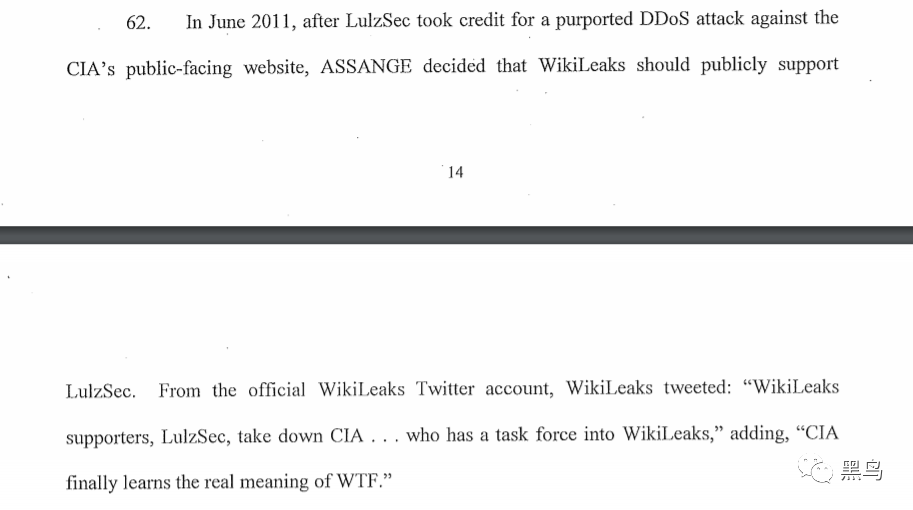 62. In June 2011, after LulzSec took credit for a purported DDoS attack against the
CIA’s public-facing website, ASSANGE decided that WikiLeaks should publicly support
14
LulzSec. From the official WikiLeaks Twitter account, WikiLeaks tweeted: “WikiLeaks
supporters, LulzSec, take down CIA . . . who has a task force into WikiLeaks,” adding, “CIA
finally learns the real meaning of WTF.”
黑鸟